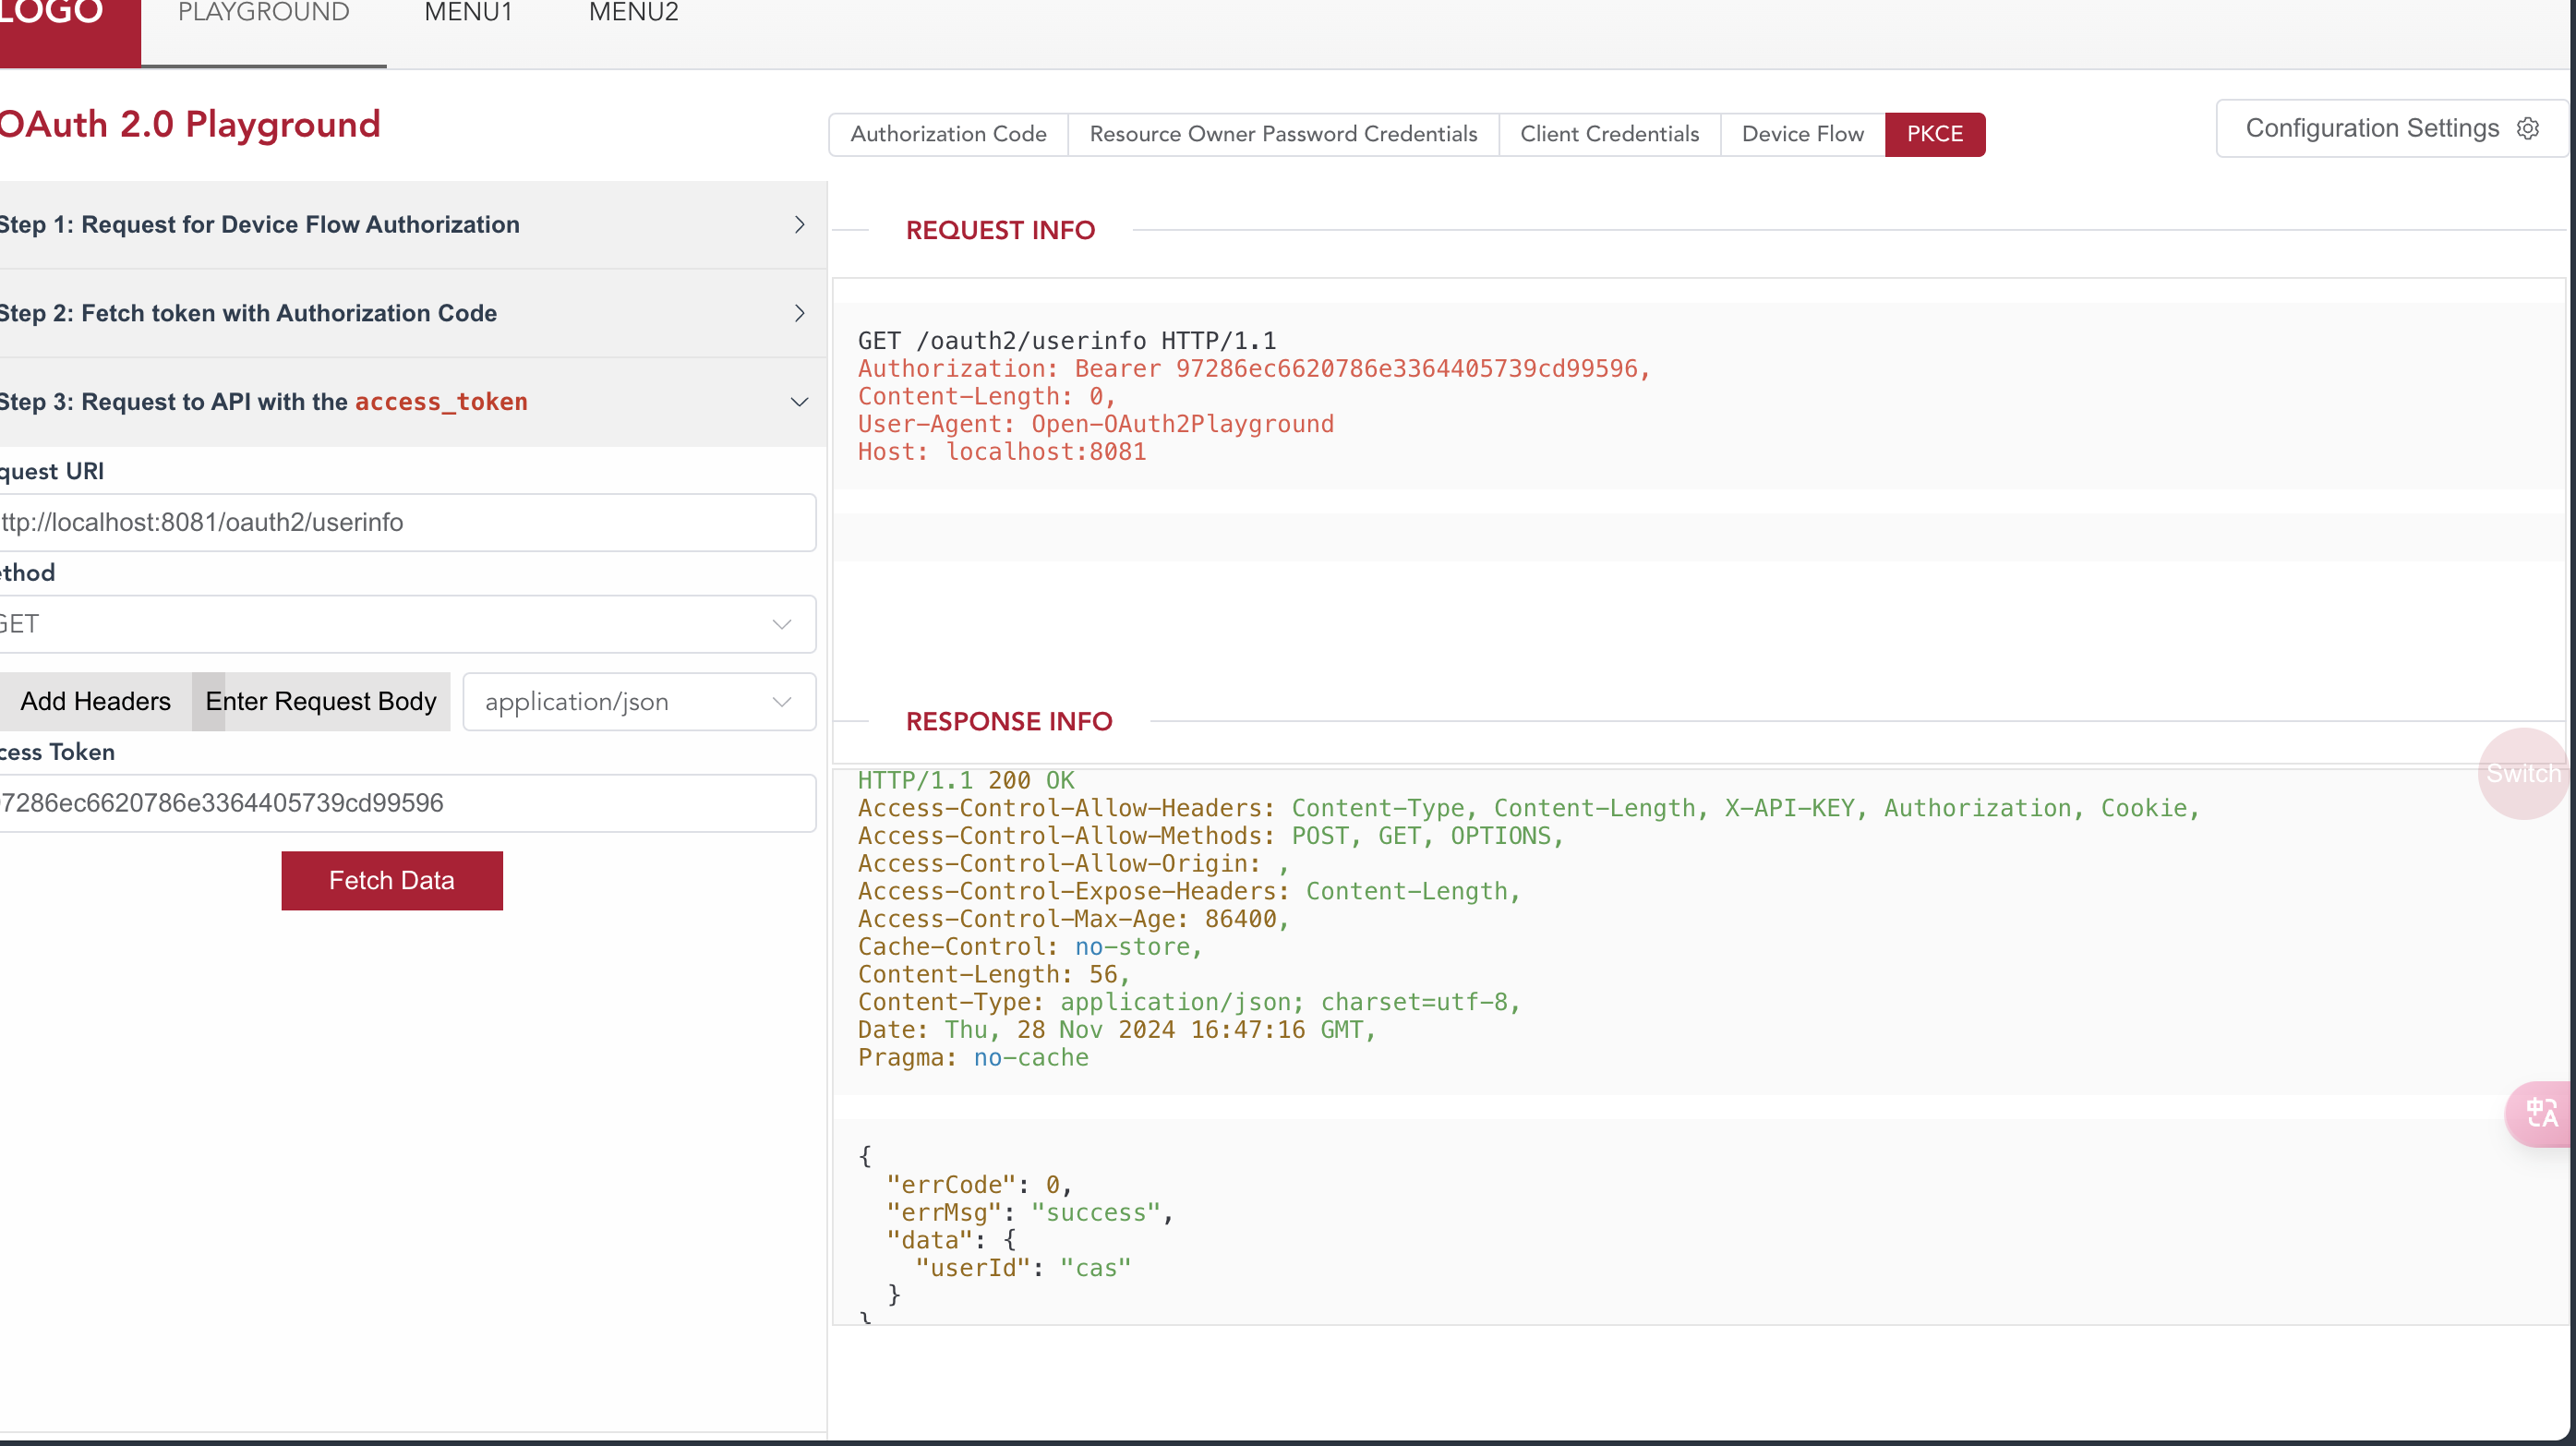 LOGO
PLAYGROUND
MENU1
MENU2
OAuth 2.0 Playground
Authorization Code
Resource Owner Password Credentials
Client Credentials
Device Flow
PKCE
Configuration Settings
Step 1: Request for Device Flow Authorization
Step 2: Fetch token with Authorization Code
Step 3: Request to API with the access_token
quest URI
ttp://localhost:8081/oauth2/userinfo
thod
GET
Add Headers
Enter Request Body
application/json
cess Token
7286ec6620786e3364405739cd99596
Fetch Data
REQUEST INFO
GET /oauth2/userinfo HTTP/1.1
Authorization: Bearer 97286ec6620786e3364405739cd99596,
Content-Length: 0,
User-Agent: Open-OAuth2Playground
Host: localhost:8081
RESPONSE INFO
HTTP/1.1 200 OK
Access-Control-Allow-Headers: Content-Type, Content-Length, X-API-KEY, Authorization, Cookie,
Access-Control-Allow-Methods: POST, GET, OPTIONS,
Access-Control-Allow-Origin: ,
Access-Control-Expose-Headers: Content-Length,
Access-Control-Max-Age: 86400,
Cache-Control: no-store,
Content-Length: 56,
Content-Type: application/json; charset=utf-8,
Date: Thu, 28 Nov 2024 16:47:16 GMT,
Pragma: no-cache
{
"errCode": 0,
"errMsg": "success",
"data": {
"userId": "cas"
}
}
Switch
中A